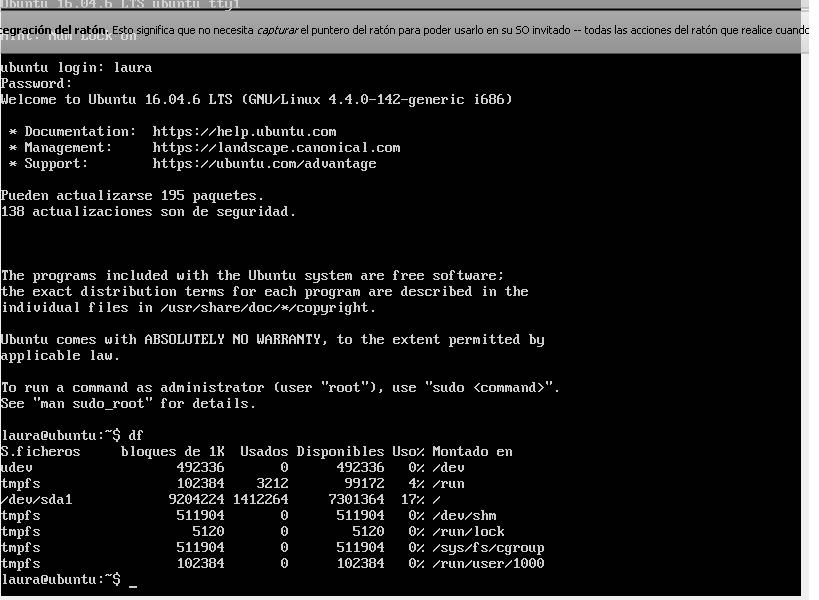 Ubuntu 16.04.6 LTS ubuntu tty1
tegración del ratón. Esto significa que no necesita capturar el puntero del ratón para poder usarlo en su SO invitado -- todas las acciones del ratón que realice cuando
Hint: Num Lock on
ubuntu login: laura
Password:
Welcome to Ubuntu 16.04.6 LTS (GNU/Linux 4.4.0-142-generic i686)
* Documentation:  https://help.ubuntu.com
* Management:     https://landscape.canonical.com
* Support:        https://ubuntu.com/advantage
Pueden actualizarse 195 paquetes.
138 actualizaciones son de seguridad.
The programs included with the Ubuntu system are free software;
the exact distribution terms for each program are described in the
individual files in /usr/share/doc/*/copyright.
Ubuntu comes with ABSOLUTELY NO WARRANTY, to the extent permitted by
applicable law.
To run a command as administrator (user "root"), use "sudo <command>".
See "man sudo_root" for details.
laura@ubuntu:~$ df
S.ficheros     bloques de 1K  Usados Disponibles Uso% Montado en
udev                  492336       0      492336   0% /dev
tmpfs                 102384    3212       99172   4% /run
/dev/sda1            9204224 1412264     7301364  17% /
tmpfs                 511904       0      511904   0% /dev/shm
tmpfs                   5120       0        5120   0% /run/lock
tmpfs                 511904       0      511904   0% /sys/fs/cgroup
tmpfs                 102384       0      102384   0% /run/user/1000
laura@ubuntu:~$ _